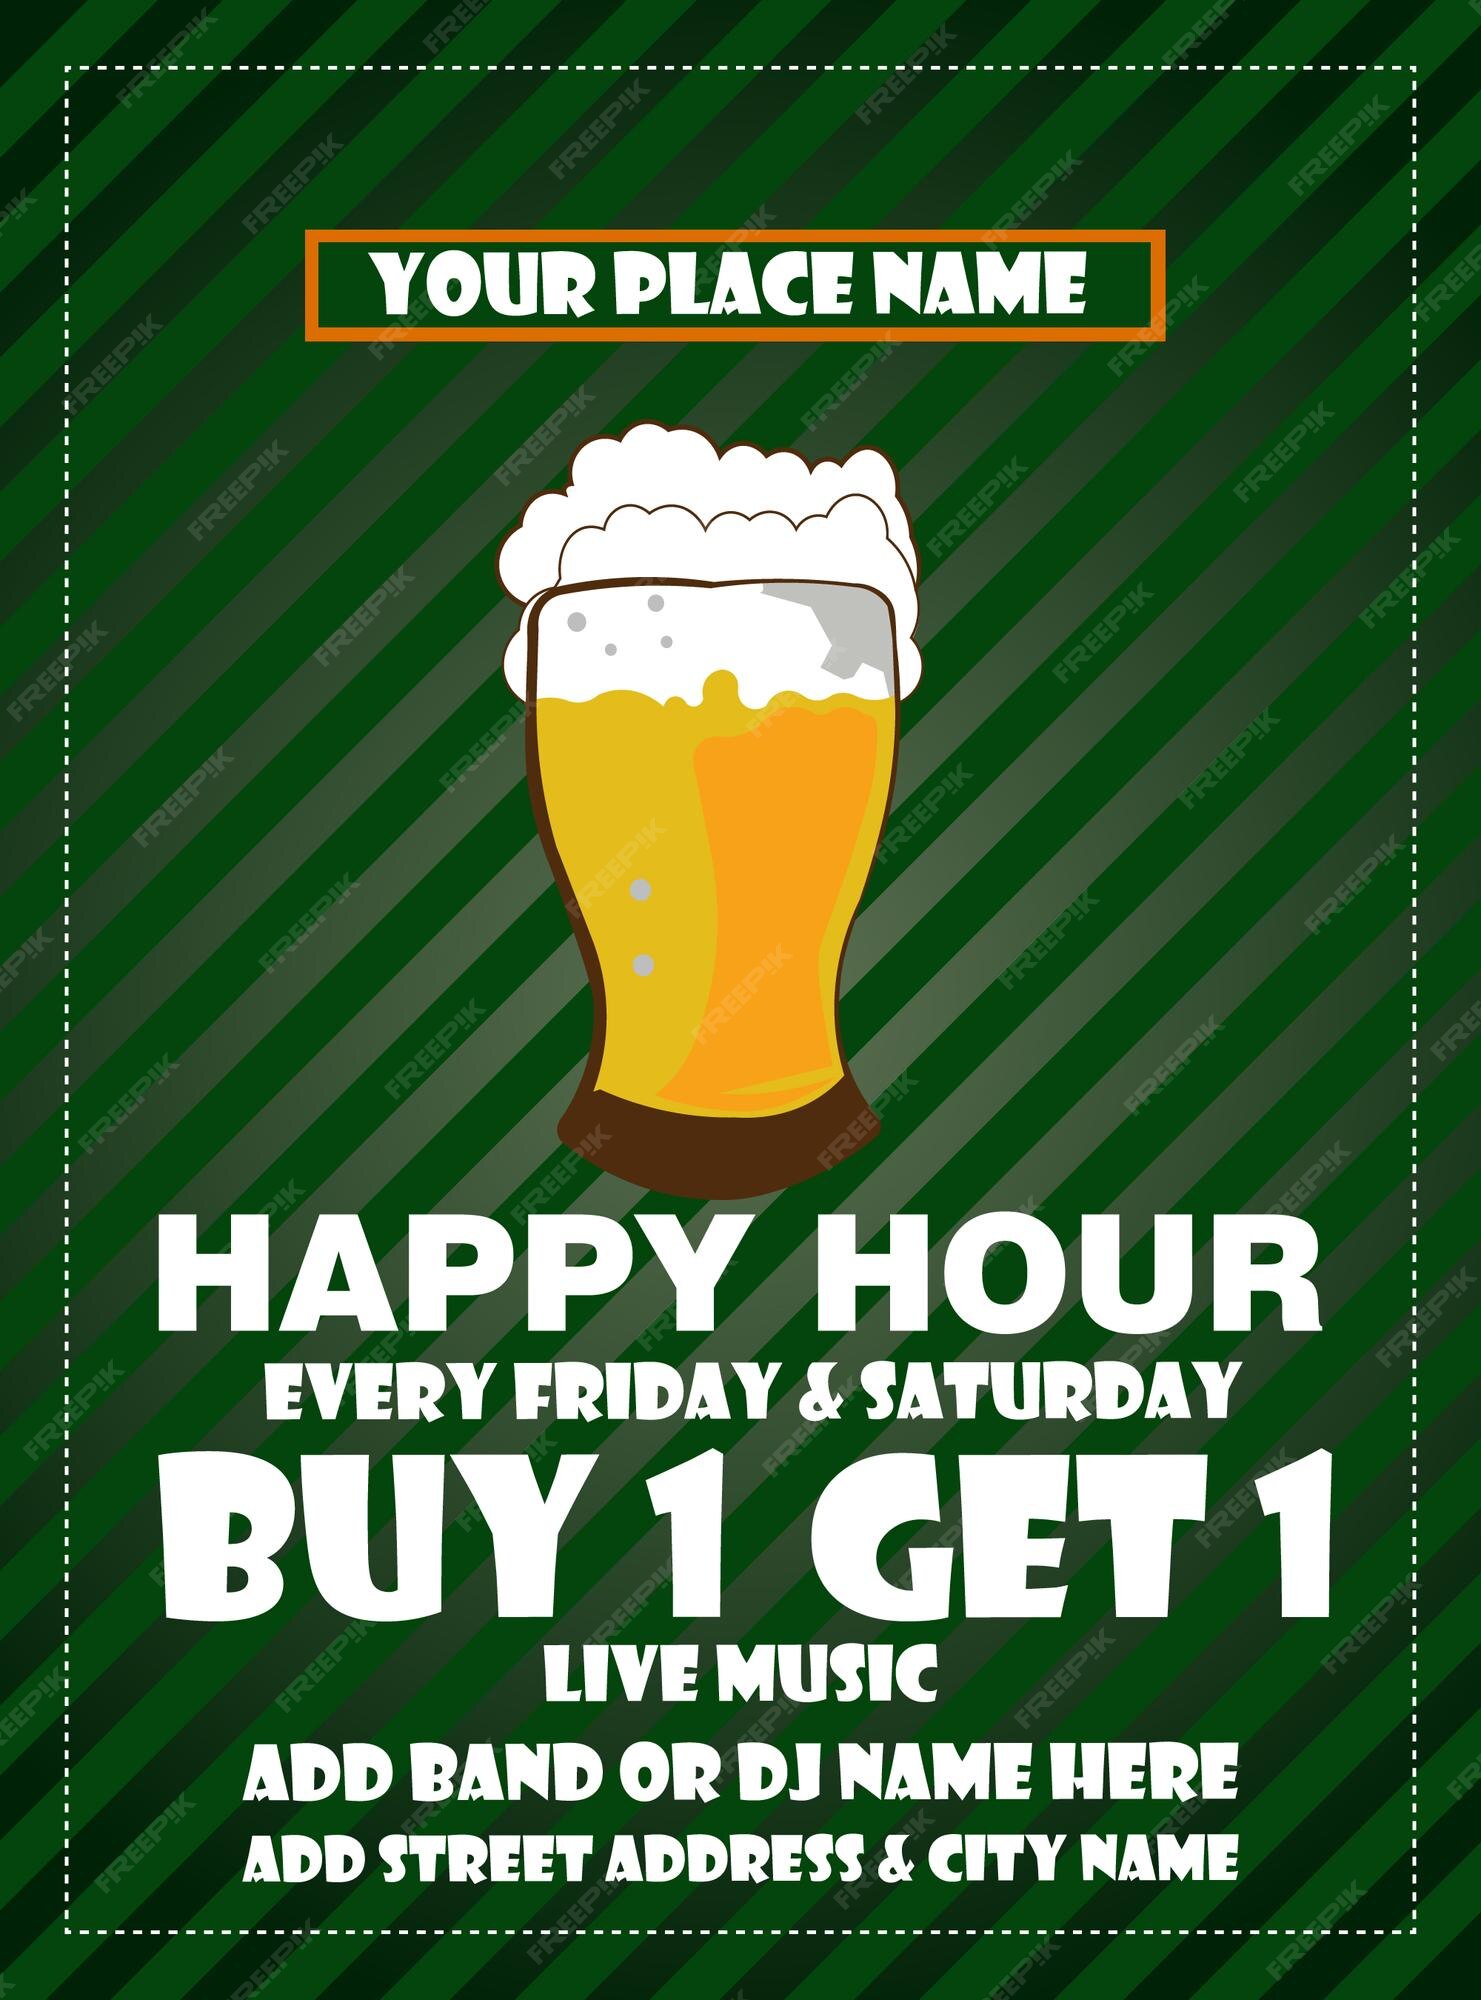 YOUR PLACE NAME
HAPPY HOUR
EVERY FRIDAY & SATURDAY
BUY 1 GET 1
LIVE MUSIC
ADD BAND OR DJ NAME HERE
ADD STREET ADDRESS & CITY NAME
FREEPIK